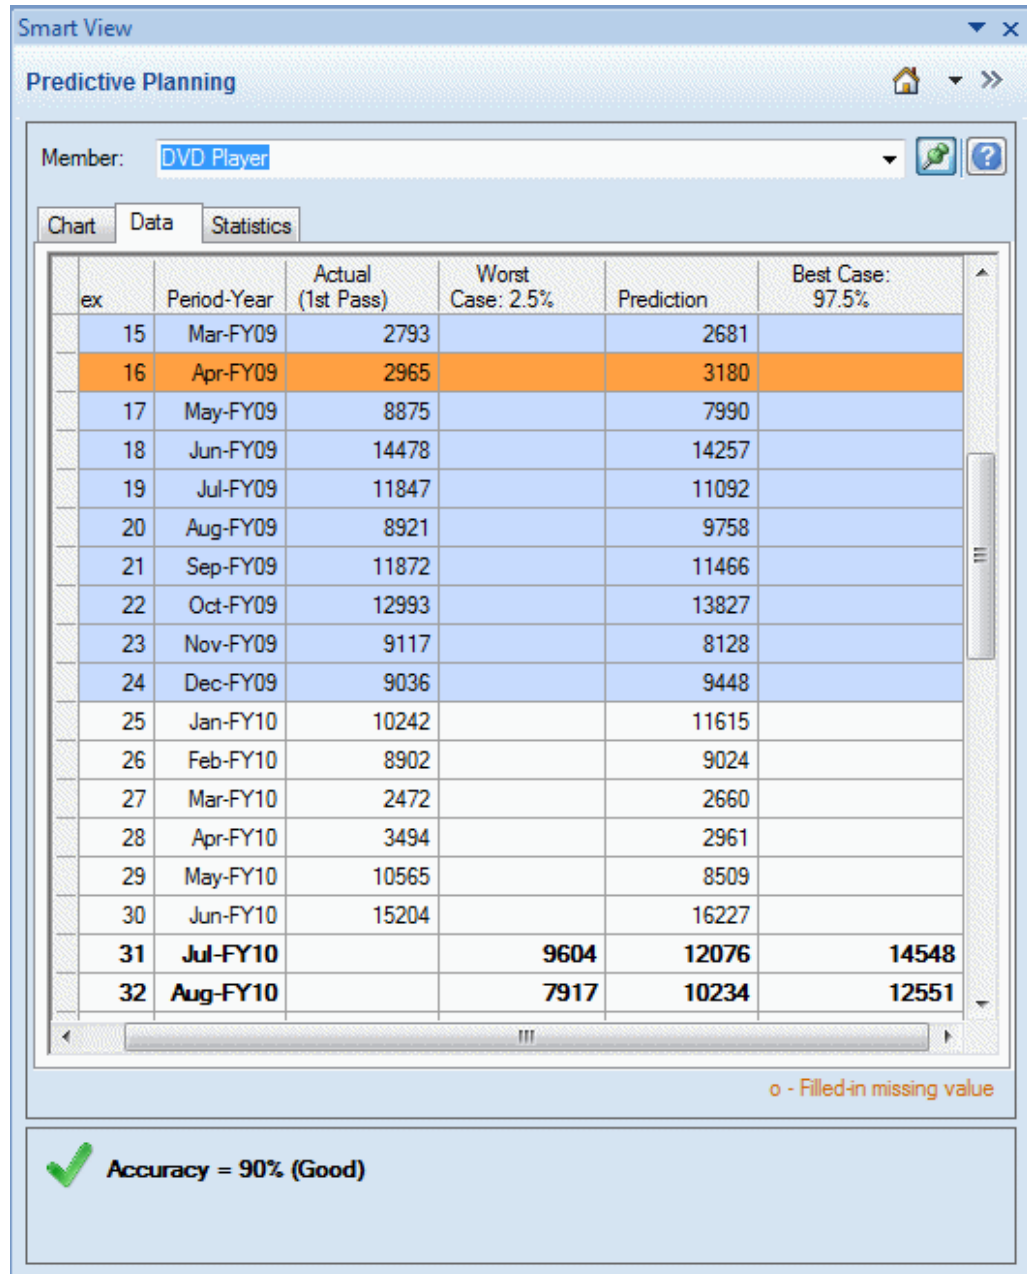 Smart View
Predictive Planning
Member: DVD Player
Chart Data Statistics
ex Period-Year Actual (1st Pass) Worst Case: 2.5% Prediction Best Case: 97.5%
15 Mar-FY09 2793 2681
16 Apr-FY09 2965 3180
17 May-FY09 8875 7990
18 Jun-FY09 14478 14257
19 Jul-FY09 11847 11092
20 Aug-FY09 8921 9758
21 Sep-FY09 11872 11466
22 Oct-FY09 12993 13827
23 Nov-FY09 9117 8128
24 Dec-FY09 9036 9448
25 Jan-FY10 10242 11615
26 Feb-FY10 8902 9024
27 Mar-FY10 2472 2660
28 Apr-FY10 3494 2961
29 May-FY10 10565 8509
30 Jun-FY10 15204 16227
31 Jul-FY10 9604 12076 14548
32 Aug-FY10 7917 10234 12551
o - Filled-in missing value
Accuracy = 90% (Good)